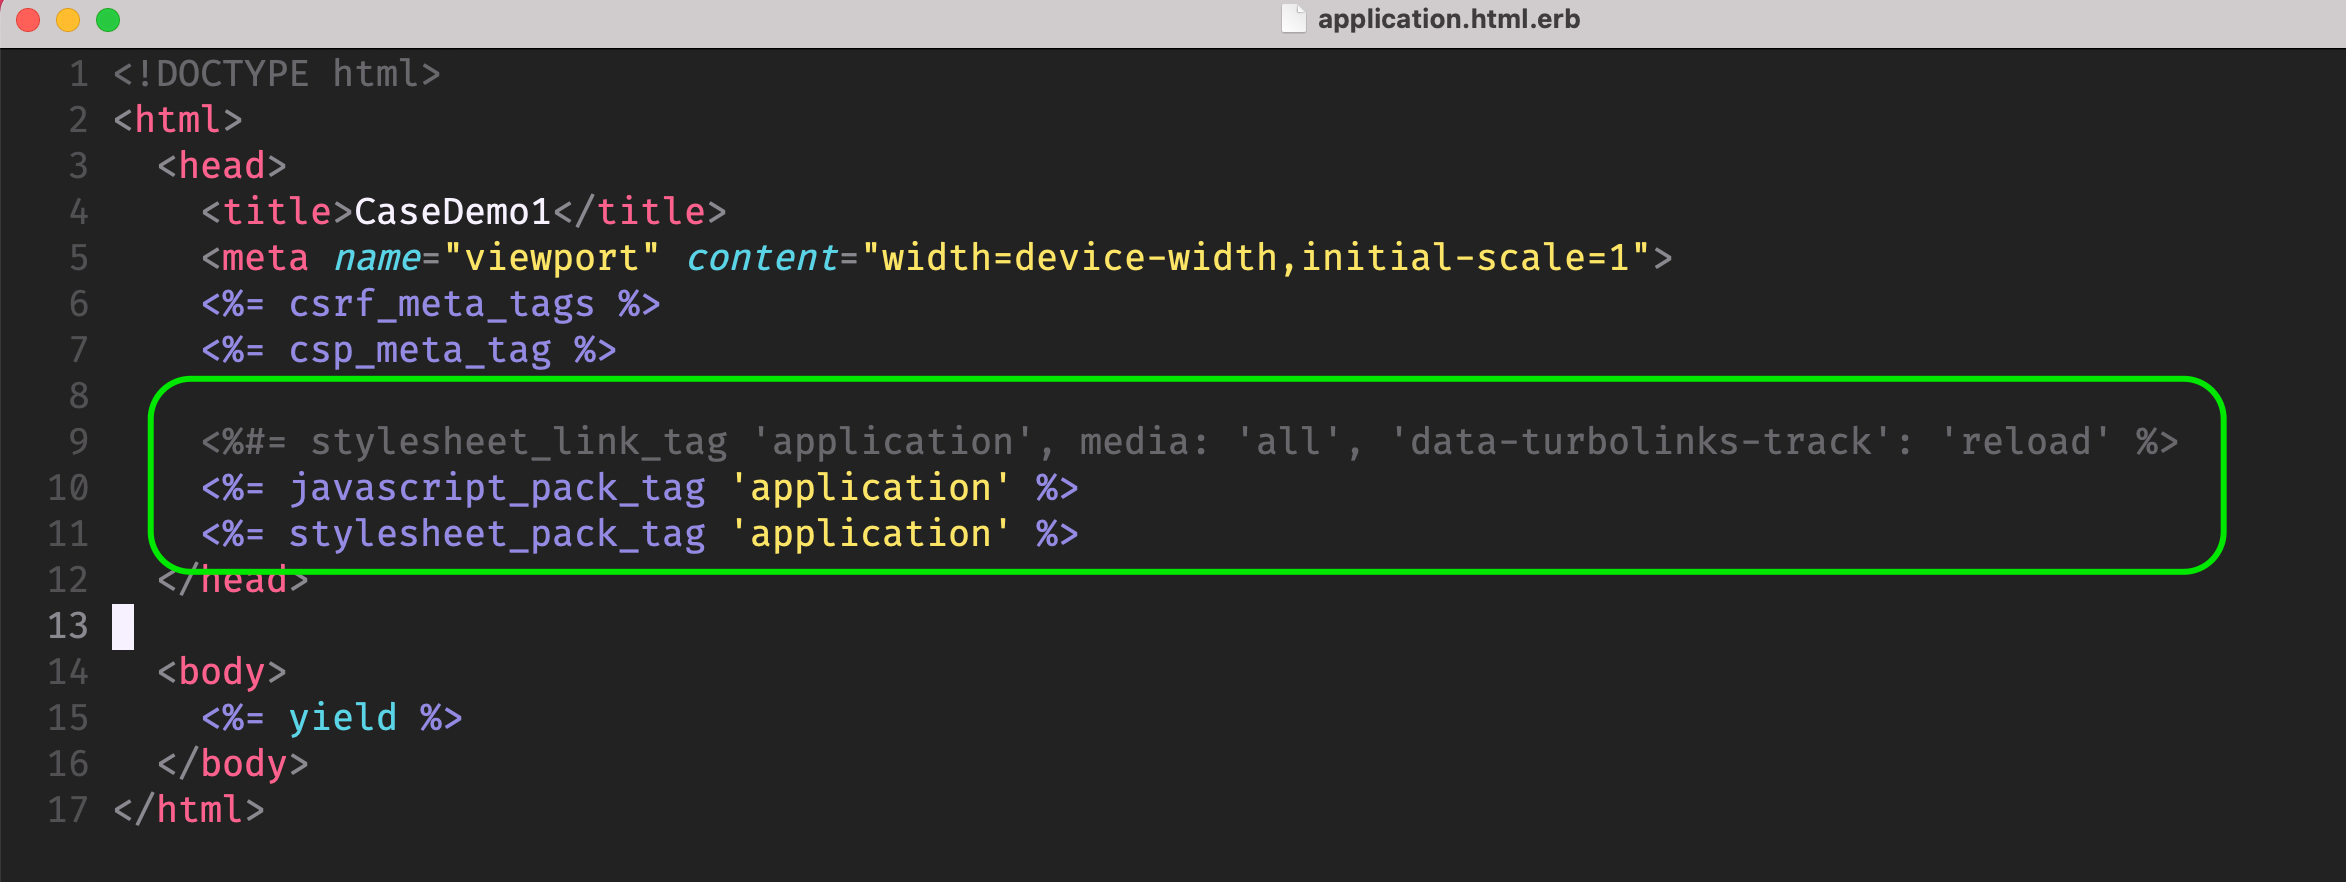 application.html.erb
1 <!DOCTYPE html>
2 <html>
3   <head>
4     <title>CaseDemo1</title>
5     <meta name="viewport" content="width=device-width,initial-scale=1">
6     <%= csrf_meta_tags %>
7     <%= csp_meta_tag %>
8
9     <%#= stylesheet_link_tag 'application', media: 'all', 'data-turbolinks-track': 'reload' %>
10     <%= javascript_pack_tag 'application' %>
11     <%= stylesheet_pack_tag 'application' %>
12   </head>
13
14   <body>
15     <%= yield %>
16   </body>
17 </html>